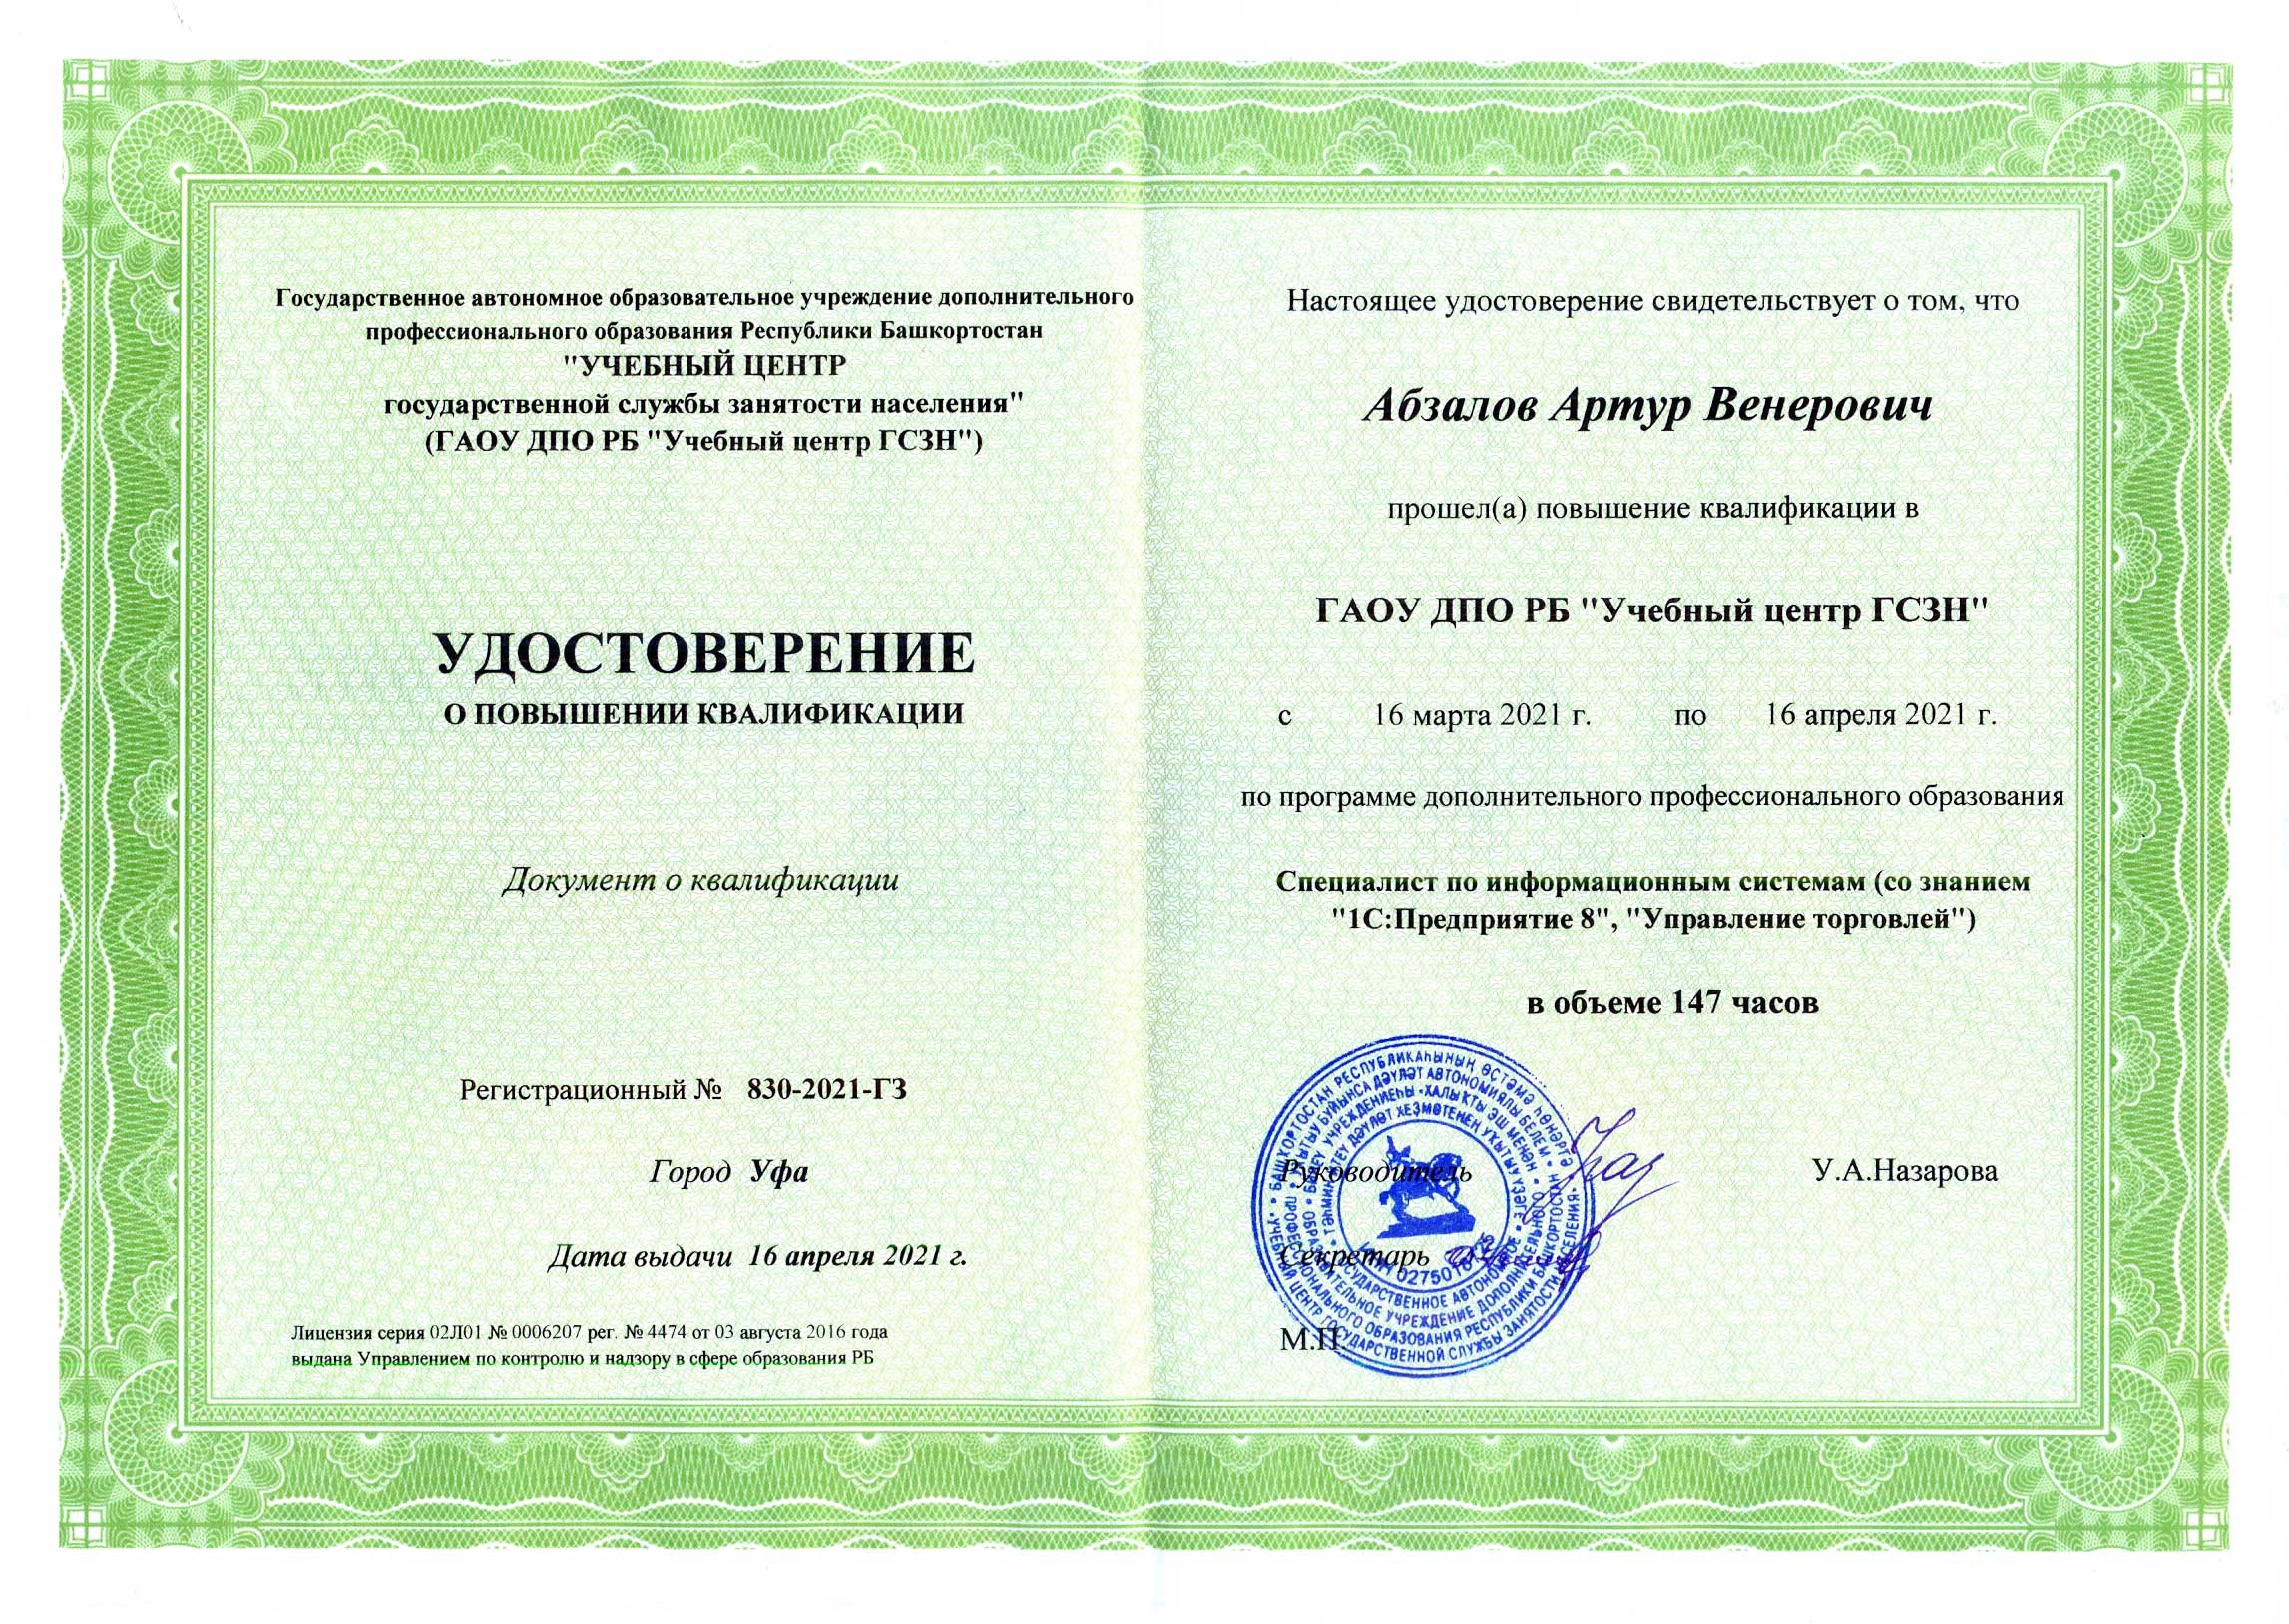 Государственное автономное образовательное учреждение дополнительного
профессионального образования Республики Башкортостан
"УЧЕБНЫЙ ЦЕНТР
государственной службы занятости населения"
(ГАОУ ДПО РБ "Учебный центр ГСЗН")
УДОСТОВЕРЕНИЕ
О ПОВЫШЕНИИ КВАЛИФИКАЦИИ
Документ о квалификации
Регистрационный № 830-2021-ГЗ
Город Уфа
Дата выдачи 16 апреля 2021 г.
Лицензия серия 02Л01 № 0006207 рег. № 4474 от 03 августа 2016 года
выдана Управлением по контролю и надзору в сфере образования РБ
Настоящее удостоверение свидетельствует о том, что
Абзалов Артур Венерович
прошел(а) повышение квалификации в
ГАОУ ДПО РБ "Учебный центр ГСЗН"
с 16 марта 2021 г. по 16 апреля 2021 г.
по программе дополнительного профессионального образования
Специалист по информационным системам (со знанием
"1С:Предприятие 8", "Управление торговлей")
в объеме 147 часов
Руководитель У.А.Назарова
Секретарь
М.П.
БАШКОРТОСТАН РЕСПУБЛИКАҺЫНЫҢ ӨСТӘМӘ ҺӨНӘРГӘ
УҠЫТЫУ БУЙЫНСА ДӘҮЛӘТ АВТОНОМИЯЛЫ БЕЛЕМ
БИРЕҮ УЧРЕЖДЕНИЕҺЫ "ХАЛЫҠТЫ ЭШ МЕНӘН
ТӘЬМИН ИТЕҮ ДӘҮЛӘТ ХЕҘМӘТЕНЕҢ УҠЫТЫУ ҮҘӘГЕ"
ГОСУДАРСТВЕННОЕ АВТОНОМНОЕ
ОБРАЗОВАТЕЛЬНОЕ УЧРЕЖДЕНИЕ ДОПОЛНИТЕЛЬНОГО
ПРОФЕССИОНАЛЬНОГО ОБРАЗОВАНИЯ РЕСПУБЛИКИ БАШКОРТОСТАН
УЧЕБНЫЙ ЦЕНТР ГОСУДАРСТВЕННОЙ СЛУЖБЫ ЗАНЯТОСТИ НАСЕЛЕНИЯ